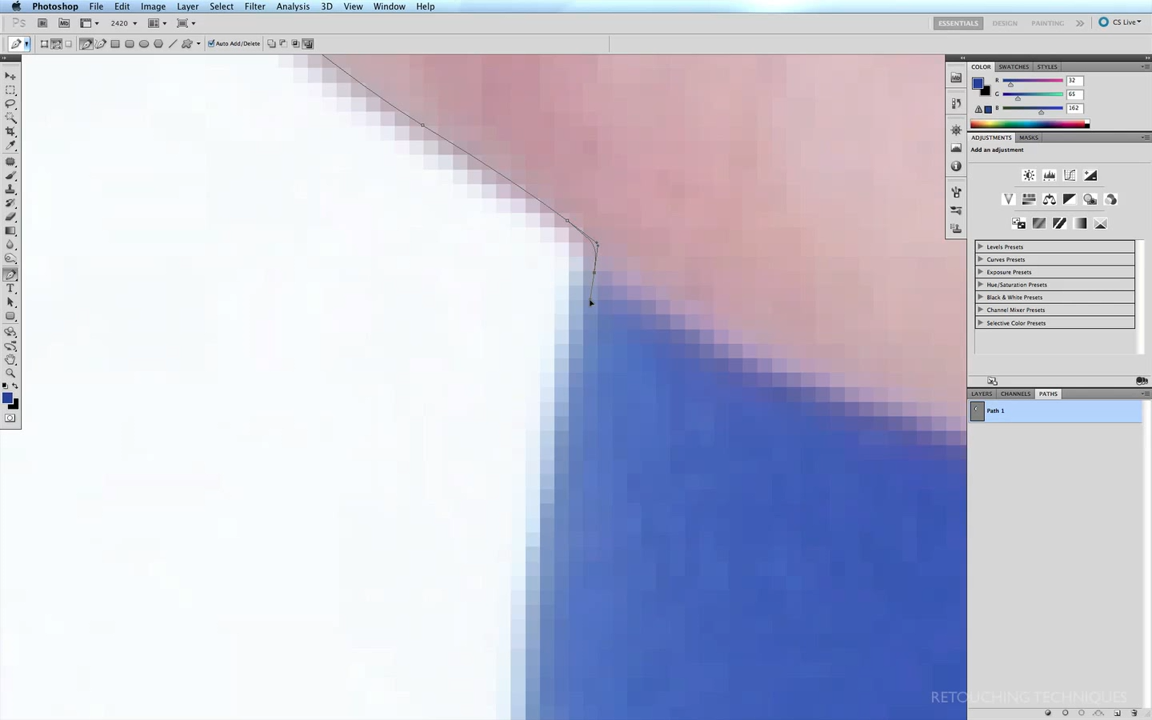 Photoshop File Edit Image Layer Select Filter Analysis 3D View Window Help
Ps Br Mb 2420 ESSENTIALS DESIGN PAINTING CS Live
Auto Add/Delete
COLOR SWATCHES STYLES
R 32
G 65
B 162
ADJUSTMENTS MASKS
Add an adjustment
Levels Presets
Curves Presets
Exposure Presets
Hue/Saturation Presets
Black & White Presets
Channel Mixer Presets
Selective Color Presets
LAYERS CHANNELS PATHS
Path 1
RETOUCHING TECHNIQUES